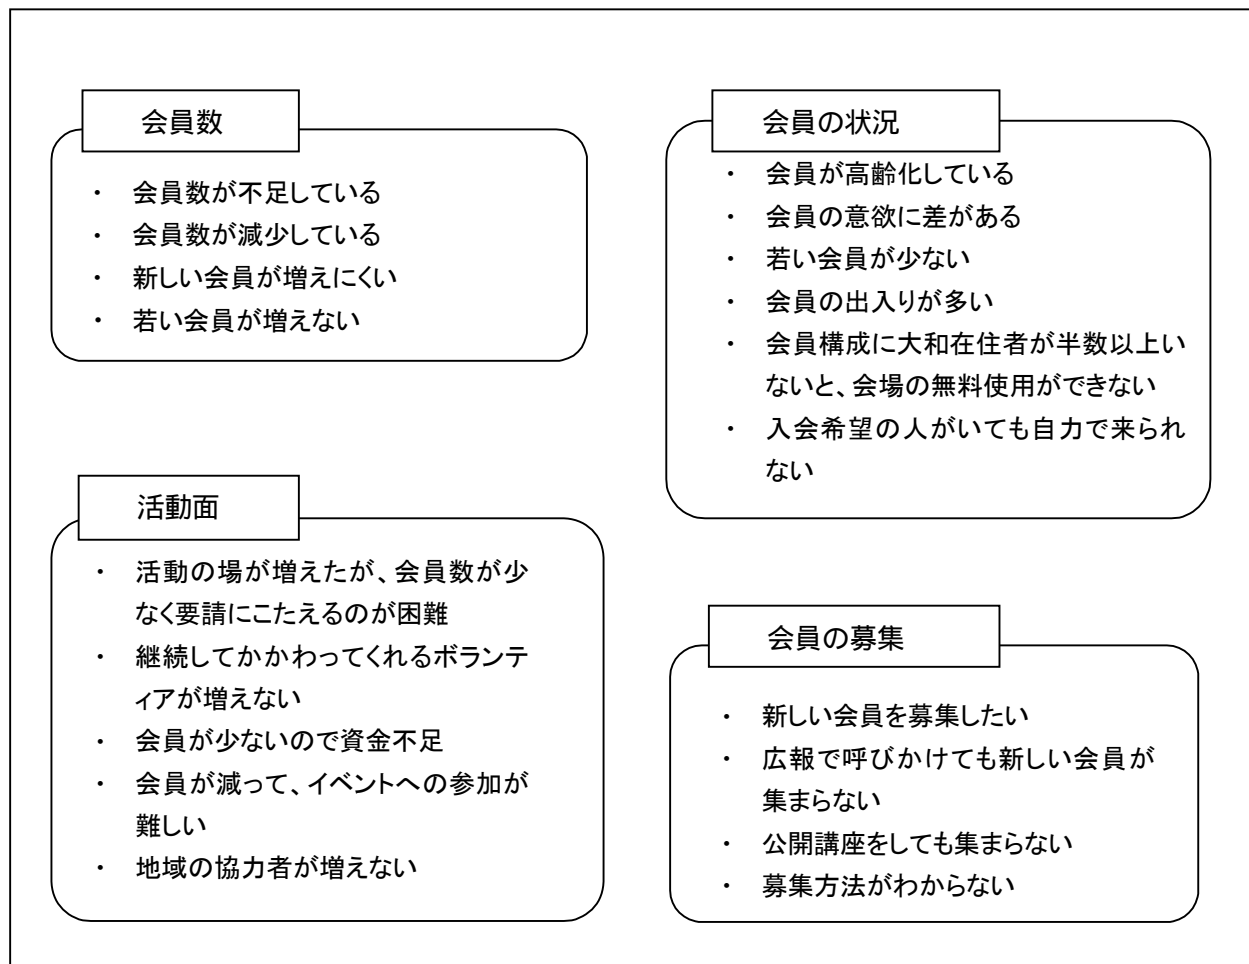 会員数
・ 会員数が不足している
・ 会員数が減少している
・ 新しい会員が増えにくい
・ 若い会員が増えない
会員の状況
・ 会員が高齢化している
・ 会員の意欲に差がある
・ 若い会員が少ない
・ 会員の出入りが多い
・ 会員構成に大和在住者が半数以上い
ないと、会場の無料使用ができない
・ 入会希望の人がいても自力で来られ
ない
活動面
・ 活動の場が増えたが、会員数が少
なく要請にこたえるのが困難
・ 継続してかかわってくれるボランテ
ィアが増えない
・ 会員が少ないので資金不足
・ 会員が減って、イベントへの参加が
難しい
・ 地域の協力者が増えない
会員の募集
・ 新しい会員を募集したい
・ 広報で呼びかけても新しい会員が
集まらない
・ 公開講座をしても集まらない
・ 募集方法がわからない